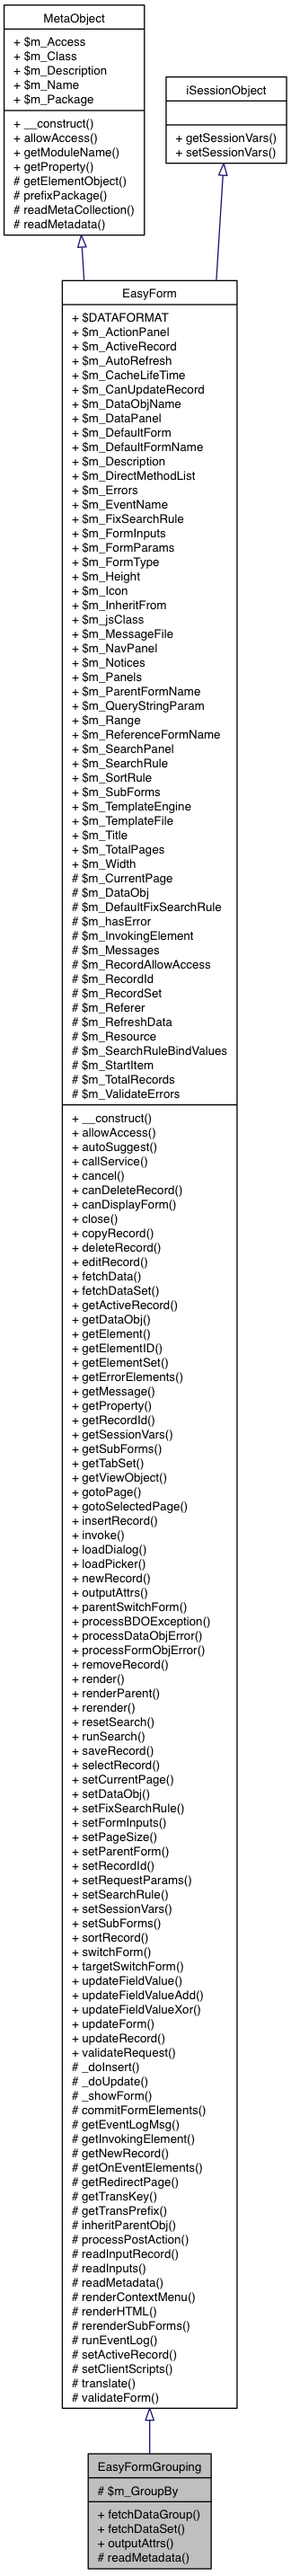 MetaObject
+ $m_Access
+ $m_Class
+ $m_Description
+ $m_Name
+ $m_Package
+ __construct()
+ allowAccess()
+ getModuleName()
+ getProperty()
# getElementObject()
# prefixPackage()
# readMetaCollection()
# readMetadata()
iSessionObject
+ getSessionVars()
+ setSessionVars()
EasyForm
+ $DATAFORMAT
+ $m_ActionPanel
+ $m_ActiveRecord
+ $m_AutoRefresh
+ $m_CacheLifeTime
+ $m_CanUpdateRecord
+ $m_DataObjName
+ $m_DataPanel
+ $m_DefaultForm
+ $m_DefaultFormName
+ $m_Description
+ $m_DirectMethodList
+ $m_Errors
+ $m_EventName
+ $m_FixSearchRule
+ $m_FormInputs
+ $m_FormParams
+ $m_FormType
+ $m_Height
+ $m_Icon
+ $m_InheritFrom
+ $m_jsClass
+ $m_MessageFile
+ $m_NavPanel
+ $m_Notices
+ $m_Panels
+ $m_ParentFormName
+ $m_QueryStringParam
+ $m_Range
+ $m_ReferenceFormName
+ $m_SearchPanel
+ $m_SearchRule
+ $m_SortRule
+ $m_SubForms
+ $m_TemplateEngine
+ $m_TemplateFile
+ $m_Title
+ $m_TotalPages
+ $m_Width
# $m_CurrentPage
# $m_DataObj
# $m_DefaultFixSearchRule
# $m_hasError
# $m_InvokingElement
# $m_Messages
# $m_RecordAllowAccess
# $m_RecordId
# $m_RecordSet
# $m_Referer
# $m_RefreshData
# $m_Resource
# $m_SearchRuleBindValues
# $m_StartItem
# $m_TotalRecords
# $m_ValidateErrors
+ __construct()
+ allowAccess()
+ autoSuggest()
+ callService()
+ cancel()
+ canDeleteRecord()
+ canDisplayForm()
+ close()
+ copyRecord()
+ deleteRecord()
+ editRecord()
+ fetchData()
+ fetchDataSet()
+ getActiveRecord()
+ getDataObj()
+ getElement()
+ getElementID()
+ getElementSet()
+ getErrorElements()
+ getMessage()
+ getProperty()
+ getRecordId()
+ getSessionVars()
+ getSubForms()
+ getTabSet()
+ getViewObject()
+ gotoPage()
+ gotoSelectedPage()
+ insertRecord()
+ invoke()
+ loadDialog()
+ loadPicker()
+ newRecord()
+ outputAttrs()
+ parentSwitchForm()
+ processBDOException()
+ processDataObjError()
+ processFormObjError()
+ removeRecord()
+ render()
+ renderParent()
+ rerender()
+ resetSearch()
+ runSearch()
+ saveRecord()
+ selectRecord()
+ setCurrentPage()
+ setDataObj()
+ setFixSearchRule()
+ setFormInputs()
+ setPageSize()
+ setParentForm()
+ setRecordId()
+ setRequestParams()
+ setSearchRule()
+ setSessionVars()
+ setSubForms()
+ sortRecord()
+ switchForm()
+ targetSwitchForm()
+ updateFieldValue()
+ updateFieldValueAdd()
+ updateFieldValueXor()
+ updateForm()
+ updateRecord()
+ validateRequest()
# _doInsert()
# _doUpdate()
# _showForm()
# commitFormElements()
# getEventLogMsg()
# getInvokingElement()
# getNewRecord()
# getOnEventElements()
# getRedirectPage()
# getTransKey()
# getTransPrefix()
# inheritParentObj()
# processPostAction()
# readInputRecord()
# readInputs()
# readMetadata()
# renderContextMenu()
# renderHTML()
# rerenderSubForms()
# runEventLog()
# setActiveRecord()
# setClientScripts()
# translate()
# validateForm()
EasyFormGrouping
# $m_GroupBy
+ fetchDataGroup()
+ fetchDataSet()
+ outputAttrs()
# readMetadata()